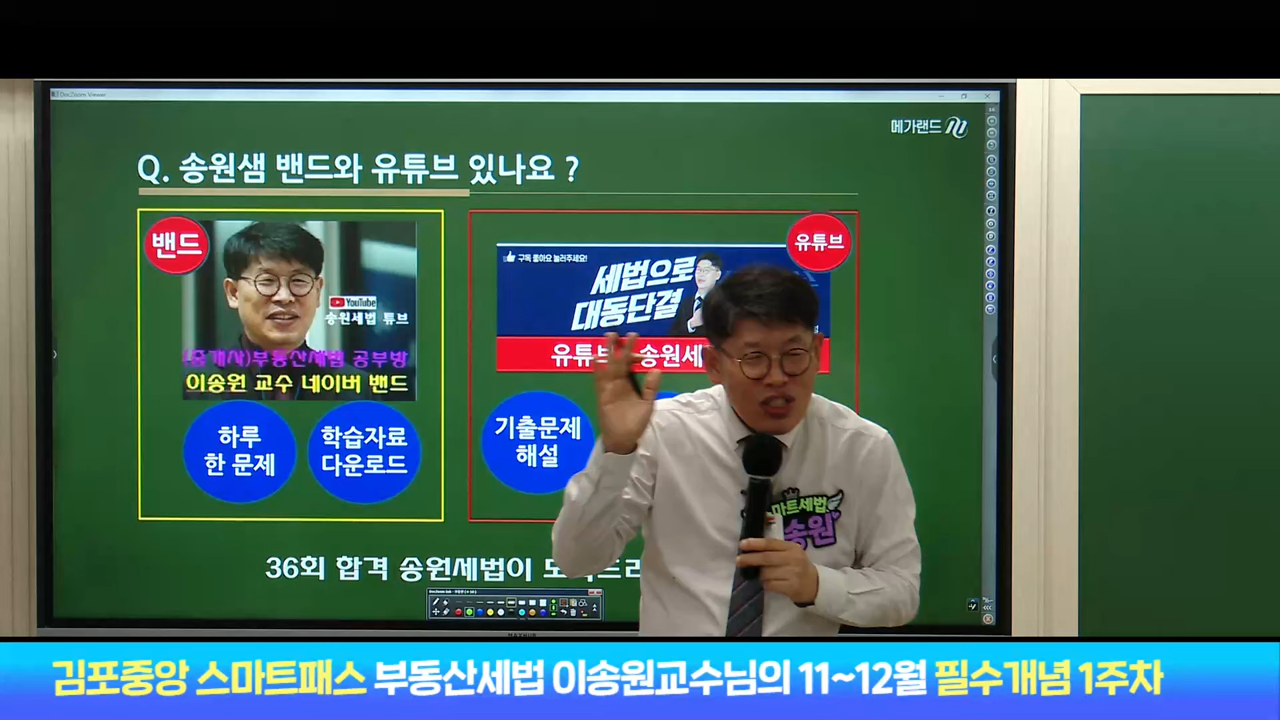 DocZoom Viewer
메가랜드
Q. 송원샘 밴드와 유튜브 있나요 ?
밴드
YouTube
송원세법 튜브
(중개사)부동산세법 공부방
이송원 교수 네이버 밴드
하루
한 문제
학습자료
다운로드
유튜브
구독 좋아요 눌러주세요!
세법으로
대동단결
기출문제
해설
마트세법
송원
36회 합격 송원세법이
김포중앙 스마트패스 부동산세법 이송원교수님의 11~12월 필수개념 1주차